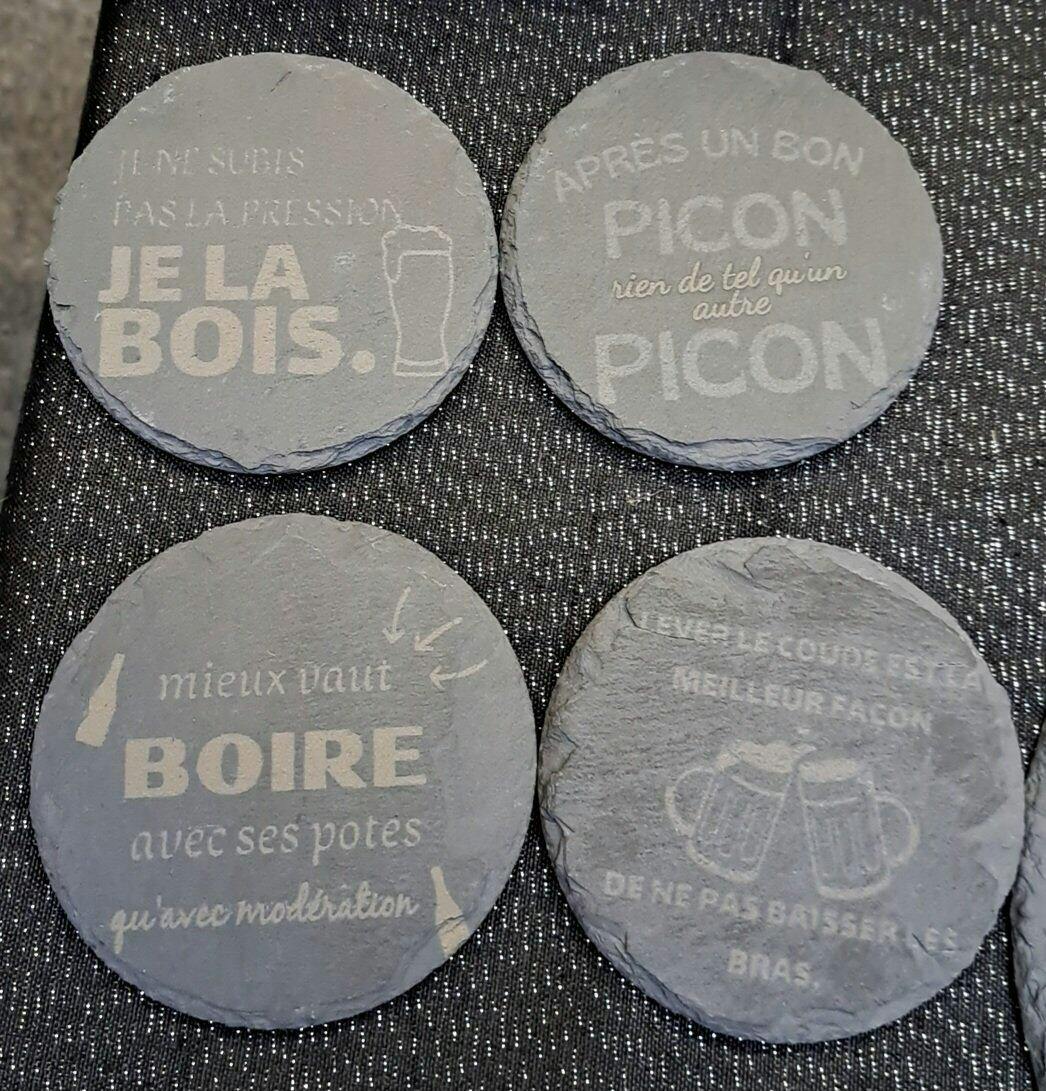 JE NE SUBIS
PAS LA PRESSION
JE LA
BOIS.
APRÈS UN BON
PICON
rien de tel qu'un
autre
PICON
mieux vaut
BOIRE
avec ses potes
qu'avec modération
LEVER LE COUDE EST LA
MEILLEUR FACON
DE NE PAS BAISSER LES
BRAS.